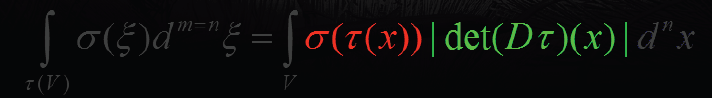 ∫_{τ(V)} σ(ξ)d^{m=n}ξ = ∫_V σ(τ(x)) | det(Dτ)(x) | d^n x